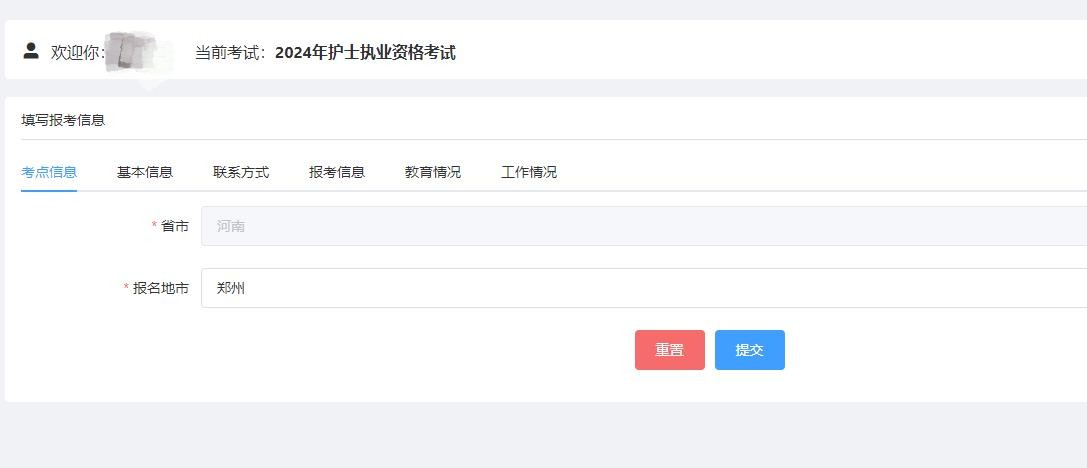 欢迎你: 当前考试：2024年护士执业资格考试
填写报考信息
考点信息 基本信息 联系方式 报考信息 教育情况 工作情况
* 省市 河南
* 报名地市 郑州
重置 提交